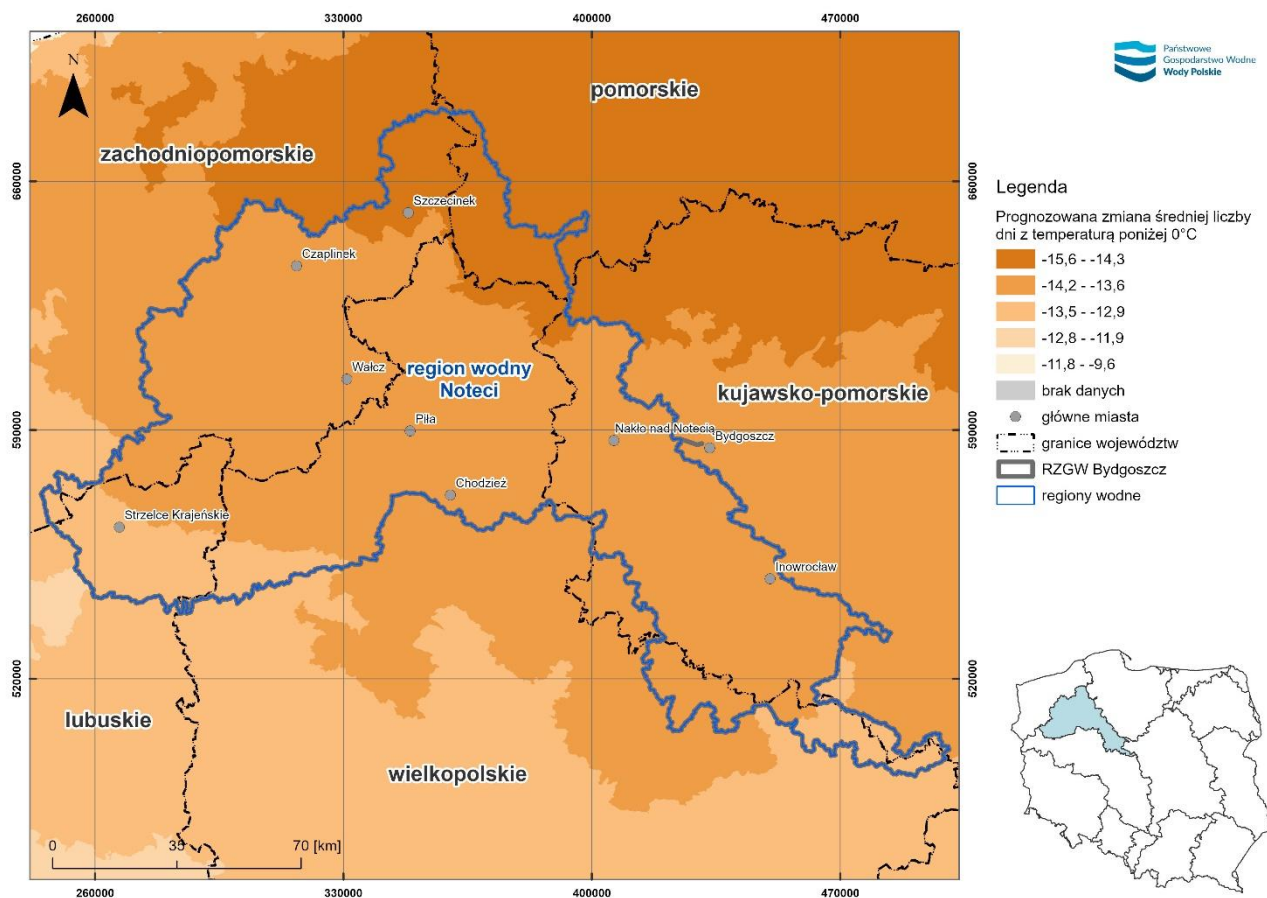 260000 330000 400000 470000
N
pomorskie
zachodniopomorskie
660000 660000
Szczecinek
Czaplinek
Wałcz
region wodny
Noteci
kujawsko-pomorskie
Piła
Nakło nad Notecią
Bydgoszcz
590000 590000
Chodzież
Strzelce Krajeńskie
Inowrocław
520000 520000
lubuskie
wielkopolskie
0 35 70 [km]
260000 330000 400000 470000
Państwowe
Gospodarstwo Wodne
Wody Polskie
Legenda
Prognozowana zmiana średniej liczby
dni z temperaturą poniżej 0°C
-15,6 - -14,3
-14,2 - -13,6
-13,5 - -12,9
-12,8 - -11,9
-11,8 - -9,6
brak danych
główne miasta
granice województw
RZGW Bydgoszcz
regiony wodne